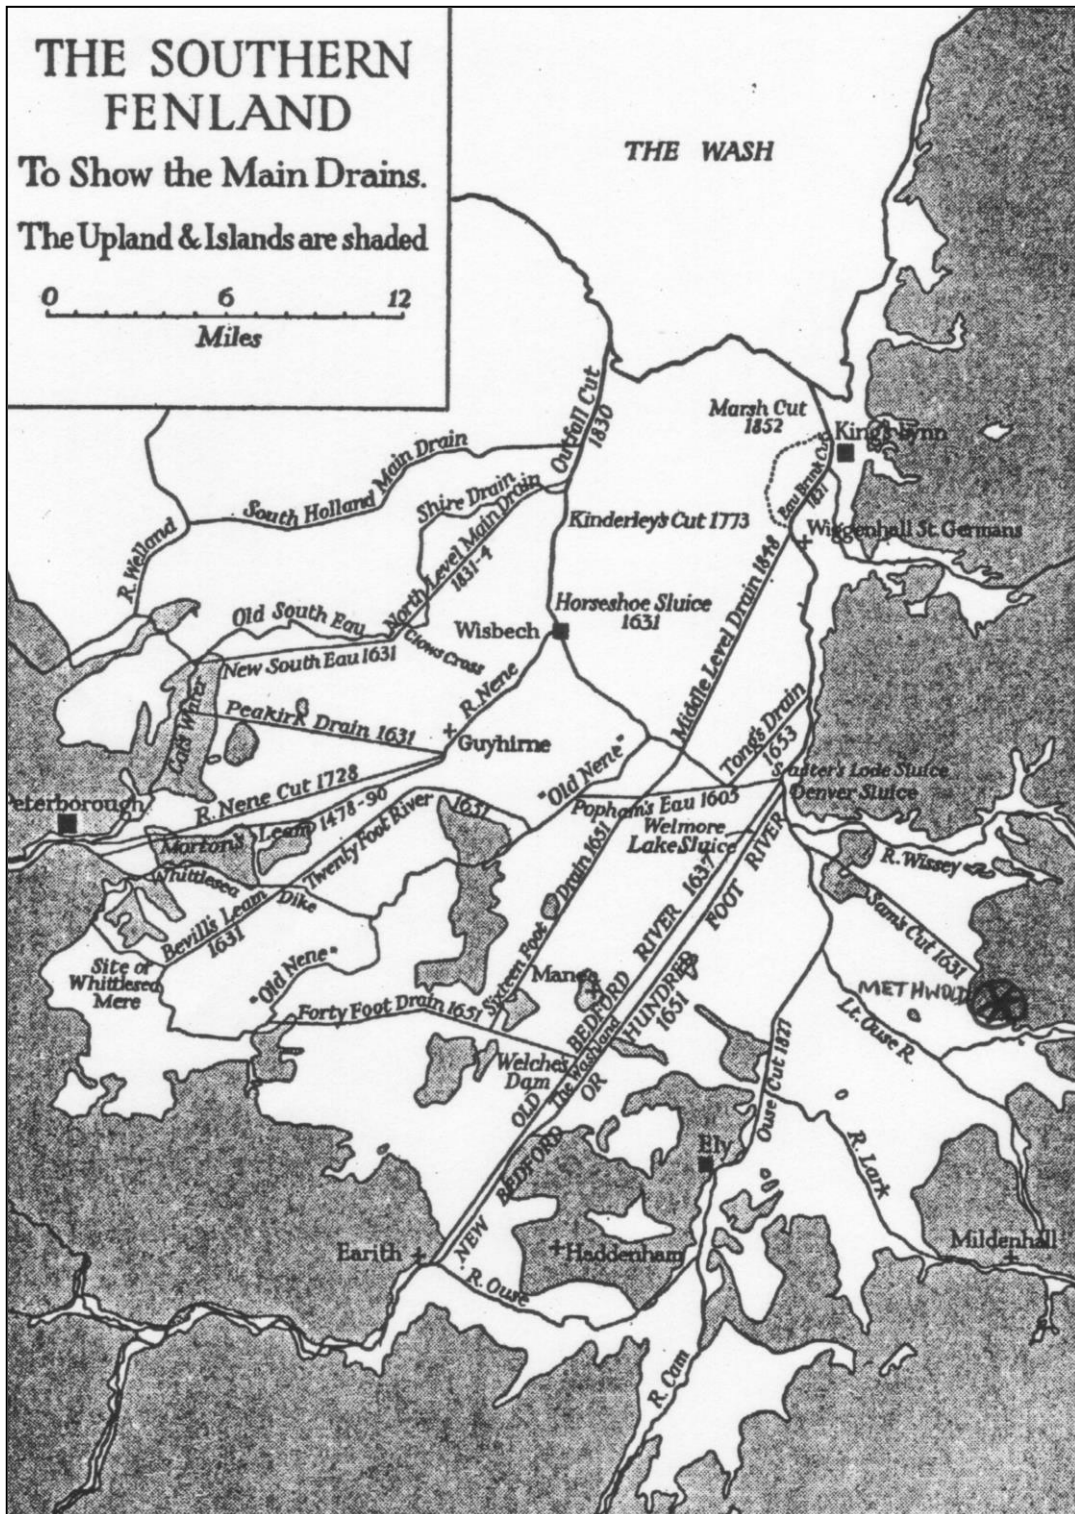 THE SOUTHERN
FENLAND
To Show the Main Drains.
The Upland & Islands are shaded
0 6 12
Miles
THE WASH
Outfall Cut
1830
Marsh Cut
1852
King's Lynn
Eau Brink Cut
1821
South Holland Main Drain
Shire Drain
North Level Main Drain
1831-4
Kinderley's Cut 1773
Wiggenhall St. Germans
R. Welland
Old South Eau
Horseshoe Sluice
1631
Wisbech
Clows Cross
New South Eau 1631
Middle Level Drain 1848
R. Nene
Cat's Water
Peakirk Drain 1631
Guyhirne
Tong's Drain
1653
"Old Nene"
R. Nene Cut 1728
Salter's Lode Sluice
Denver Sluice
Peterborough
Morton's Leam 1478-90
Twenty Foot River 1651
Popham's Eau 1605
Welmore
Lake Sluice
Whittlesea Dike
R. Wissey
Bevill's Leam
1631
Sixteen Foot Drain 1651
Sam's Cut 1631
Site of
Whittlesea
Mere
"Old Nene"
Manea
METHWOLD
Forty Foot Drain 1651
OLD BEDFORD RIVER 1637
The Washland
NEW BEDFORD OR HUNDRED FOOT RIVER
1651
Lt. Ouse R.
Welches
Dam
Ouse Cut 1827
Ely
R. Lark
Earith
Haddenham
Mildenhall
R. Ouse
R. Cam